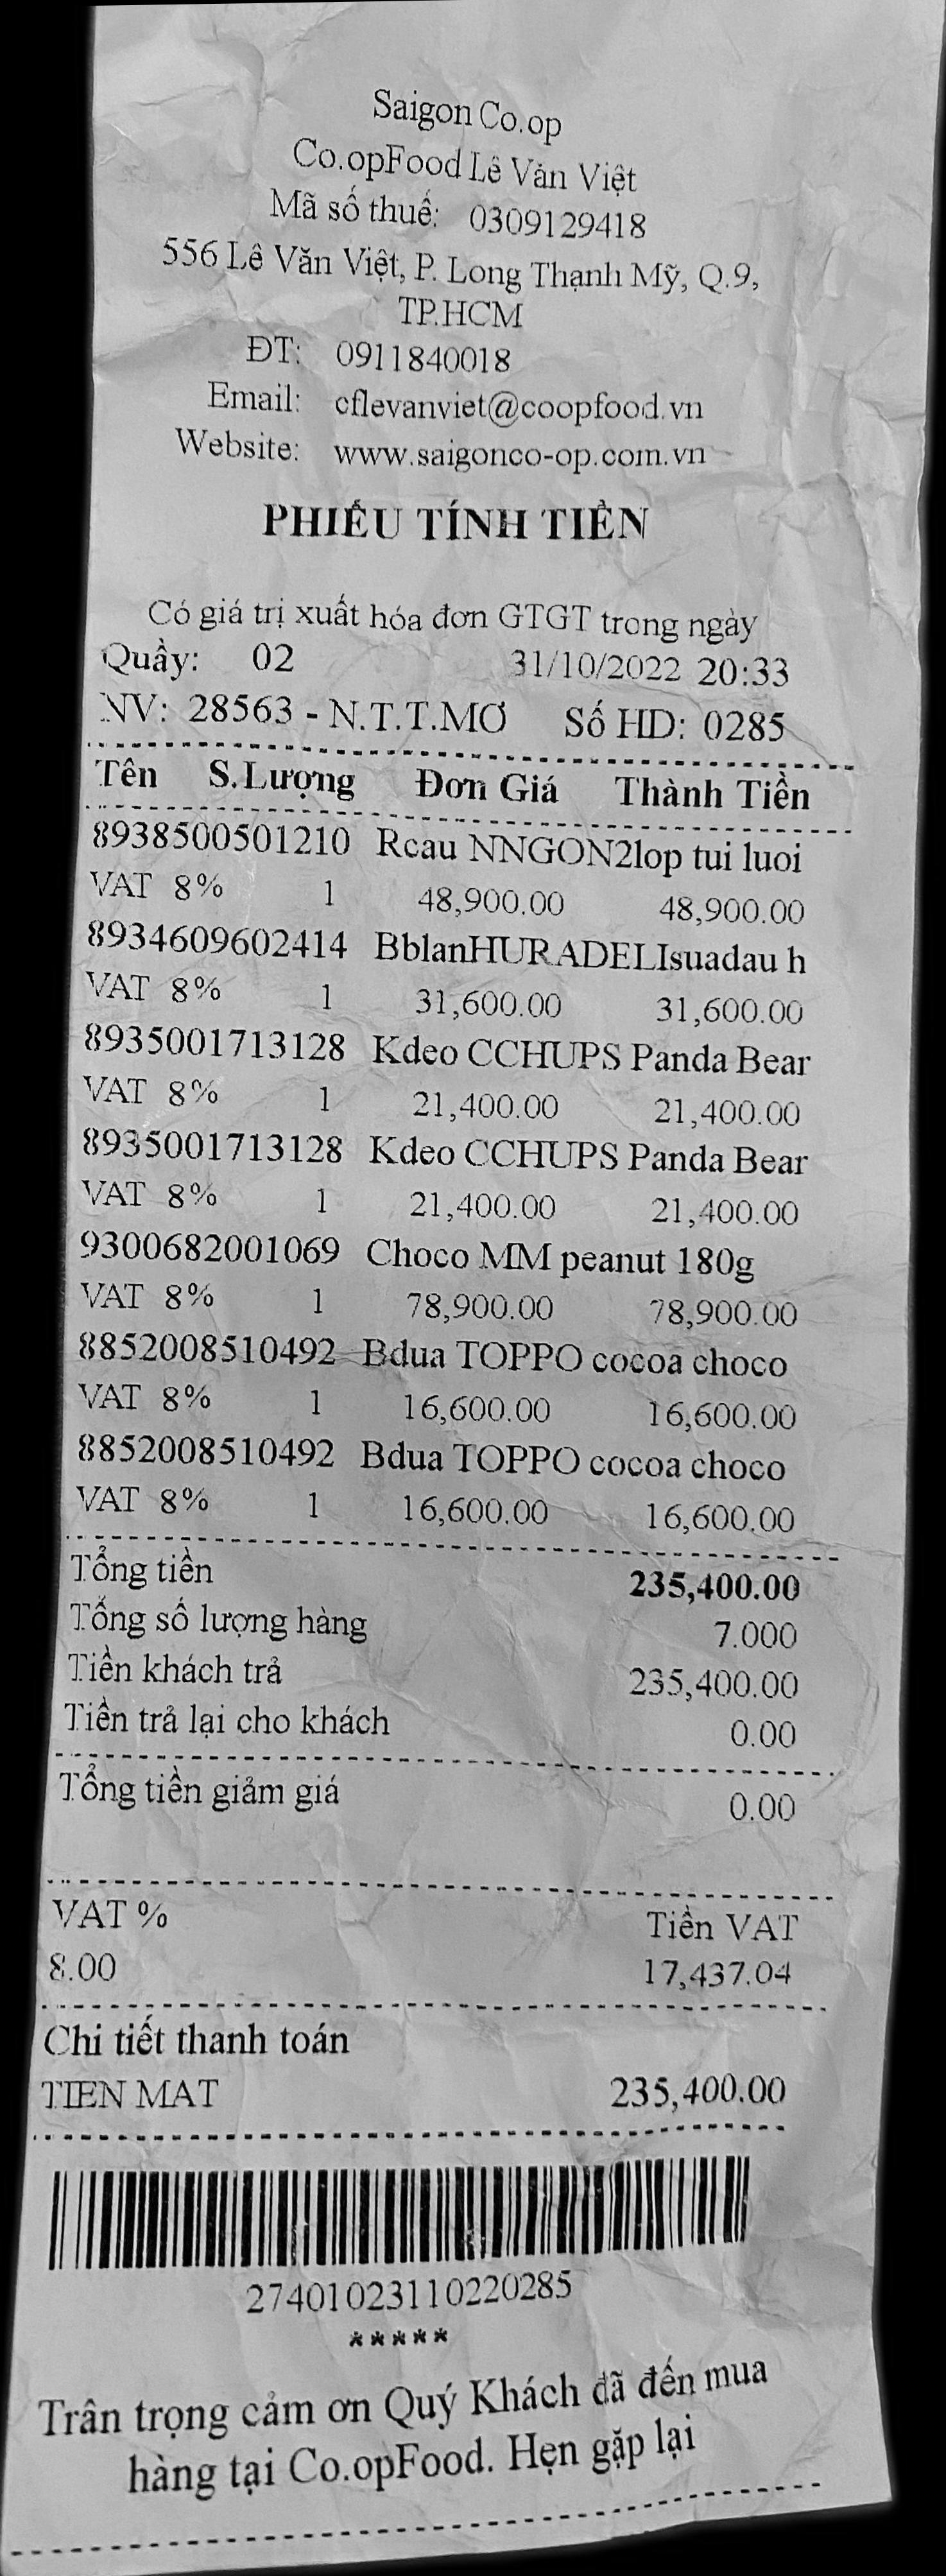 Saigon Co.op
Co.opFood Lê Văn Việt
Mã số thuế: 0309129418
556 Lê Văn Việt, P. Long Thạnh Mỹ, Q.9,
TP.HCM
ĐT: 0911840018
Email: cflevanviet@coopfood.vn
Website: www.saigonco-op.com.vn
PHIẾU TÍNH TIỀN
Có giá trị xuất hóa đơn GTGT trong ngày
Quầy: 02 31/10/2022 20:33
NV: 28563 - N.T.T.MƠ Số HD: 0285
Tên S.Lượng Đơn Giá Thành Tiền
8938500501210 Rcau NNGON2lop tui luoi
VAT 8% 1 48,900.00 48,900.00
8934609602414 BblanHURADELIsuadau h
VAT 8% 1 31,600.00 31,600.00
8935001713128 Kdeo CCHUPS Panda Bear
VAT 8% 1 21,400.00 21,400.00
8935001713128 Kdeo CCHUPS Panda Bear
VAT 8% 1 21,400.00 21,400.00
9300682001069 Choco MM peanut 180g
VAT 8% 1 78,900.00 78,900.00
8852008510492 Bdua TOPPO cocoa choco
VAT 8% 1 16,600.00 16,600.00
8852008510492 Bdua TOPPO cocoa choco
VAT 8% 1 16,600.00 16,600.00
Tổng tiền 235,400.00
Tổng số lượng hàng 7.000
Tiền khách trả 235,400.00
Tiền trả lại cho khách 0.00
Tổng tiền giảm giá 0.00
VAT % Tiền VAT
8.00 17,437.04
Chi tiết thanh toán
TIEN MAT 235,400.00
27401023110220285
*****
Trân trọng cảm ơn Quý Khách đã đến mua
hàng tại Co.opFood. Hẹn gặp lại